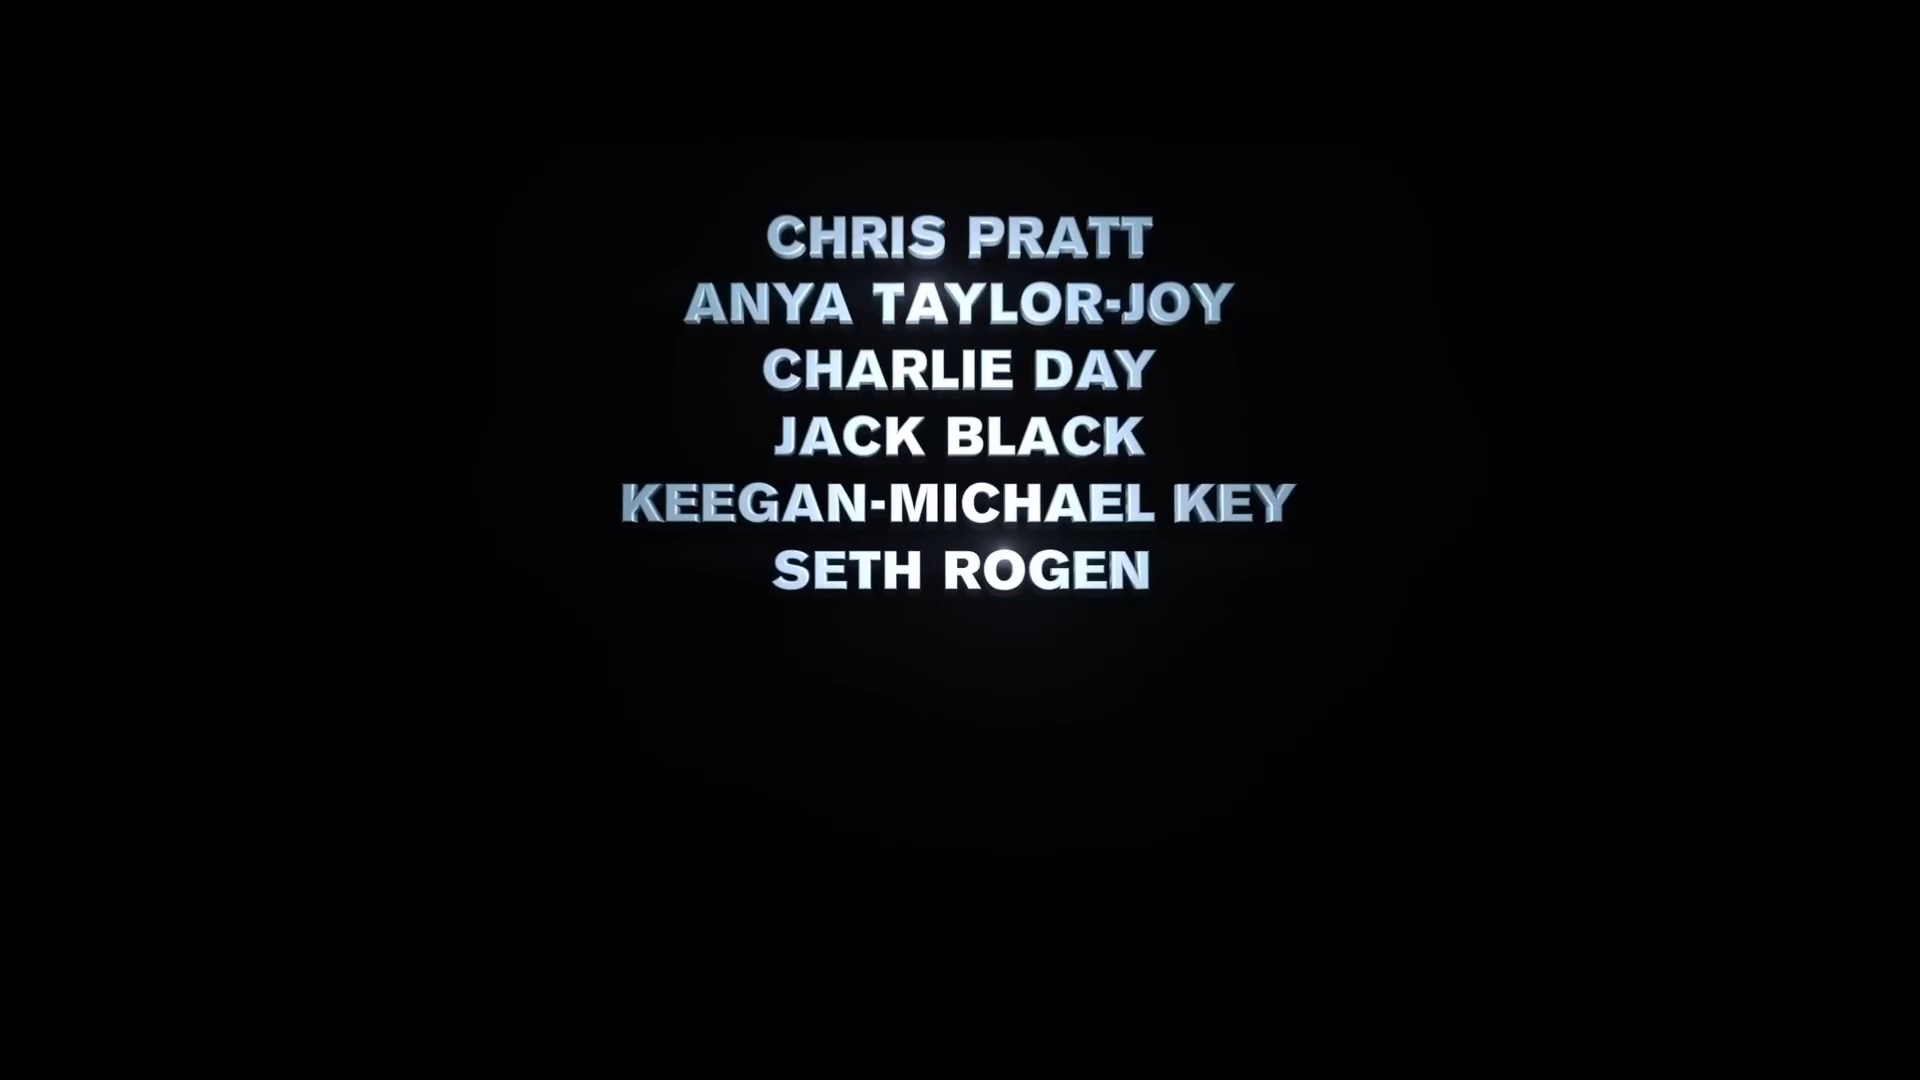 CHRIS PRATT
ANYA TAYLOR-JOY
CHARLIE DAY
JACK BLACK
KEEGAN-MICHAEL KEY
SETH ROGEN